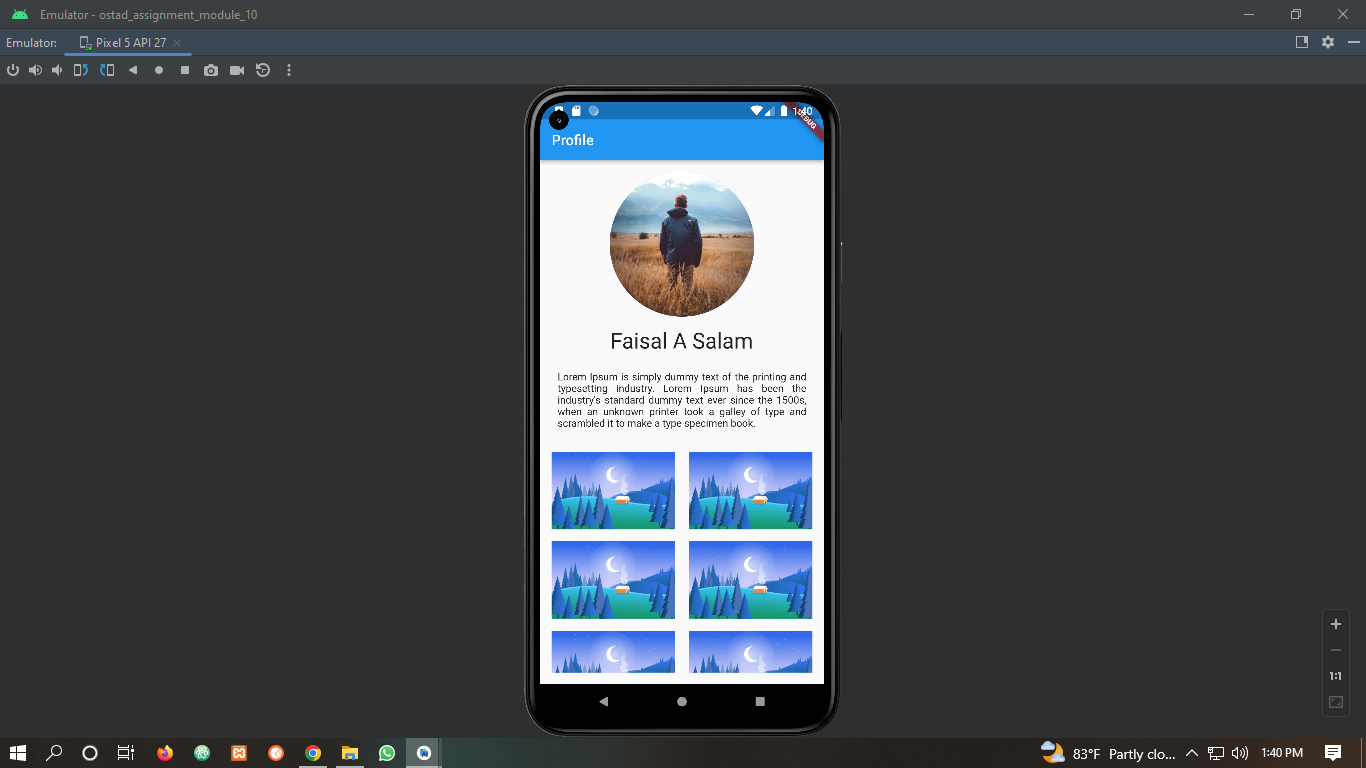 Emulator - ostad_assignment_module_10
Emulator: Pixel 5 API 27
1:40
DEBUG
Profile
Faisal A Salam
Lorem Ipsum is simply dummy text of the printing and
typesetting industry. Lorem Ipsum has been the
industry's standard dummy text ever since the 1500s,
when an unknown printer took a galley of type and
scrambled it to make a type specimen book.
1:1
83°F Partly clo... 1:40 PM